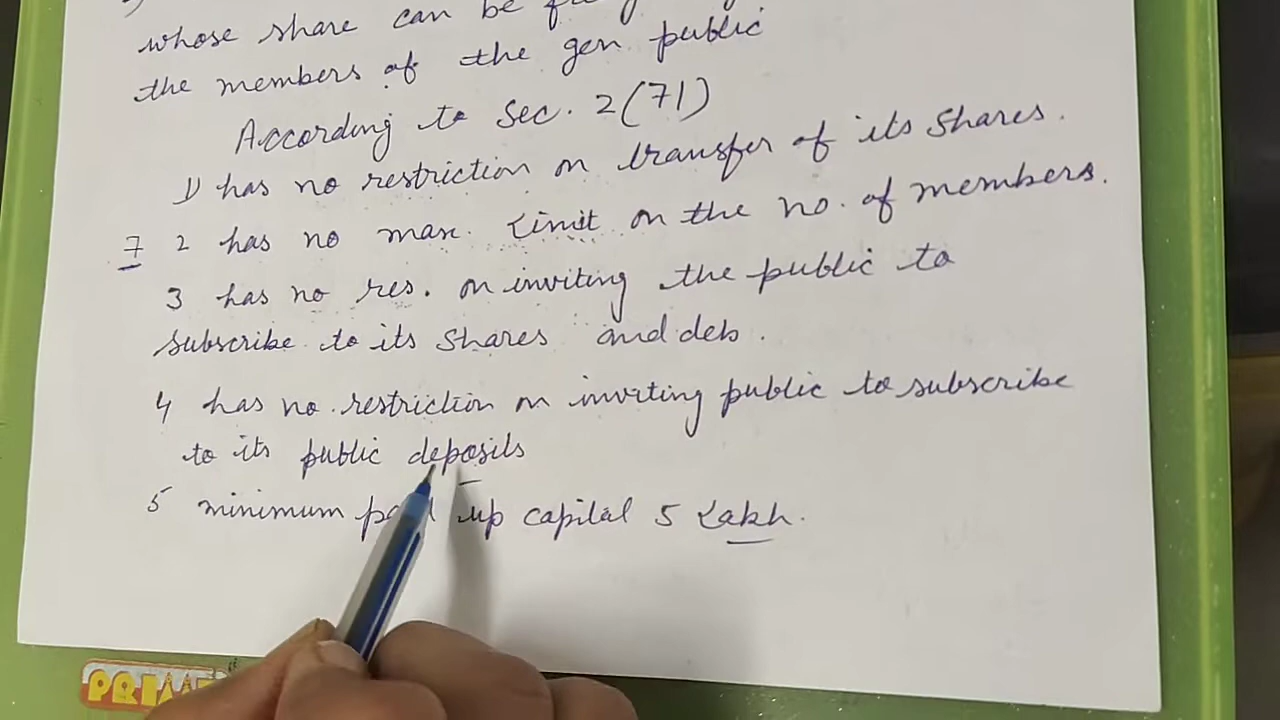 whose share can be
the members of the gen public
According to Sec. 2(71)
1) has no restriction on transfer of its shares.
7 2 has no max. limit on the no. of members.
3 has no res. on inviting the public to
subscribe to its shares and deb.
4 has no restriction on inviting public to subscribe
to its public deposits
5 minimum up capital 5 Lakh.